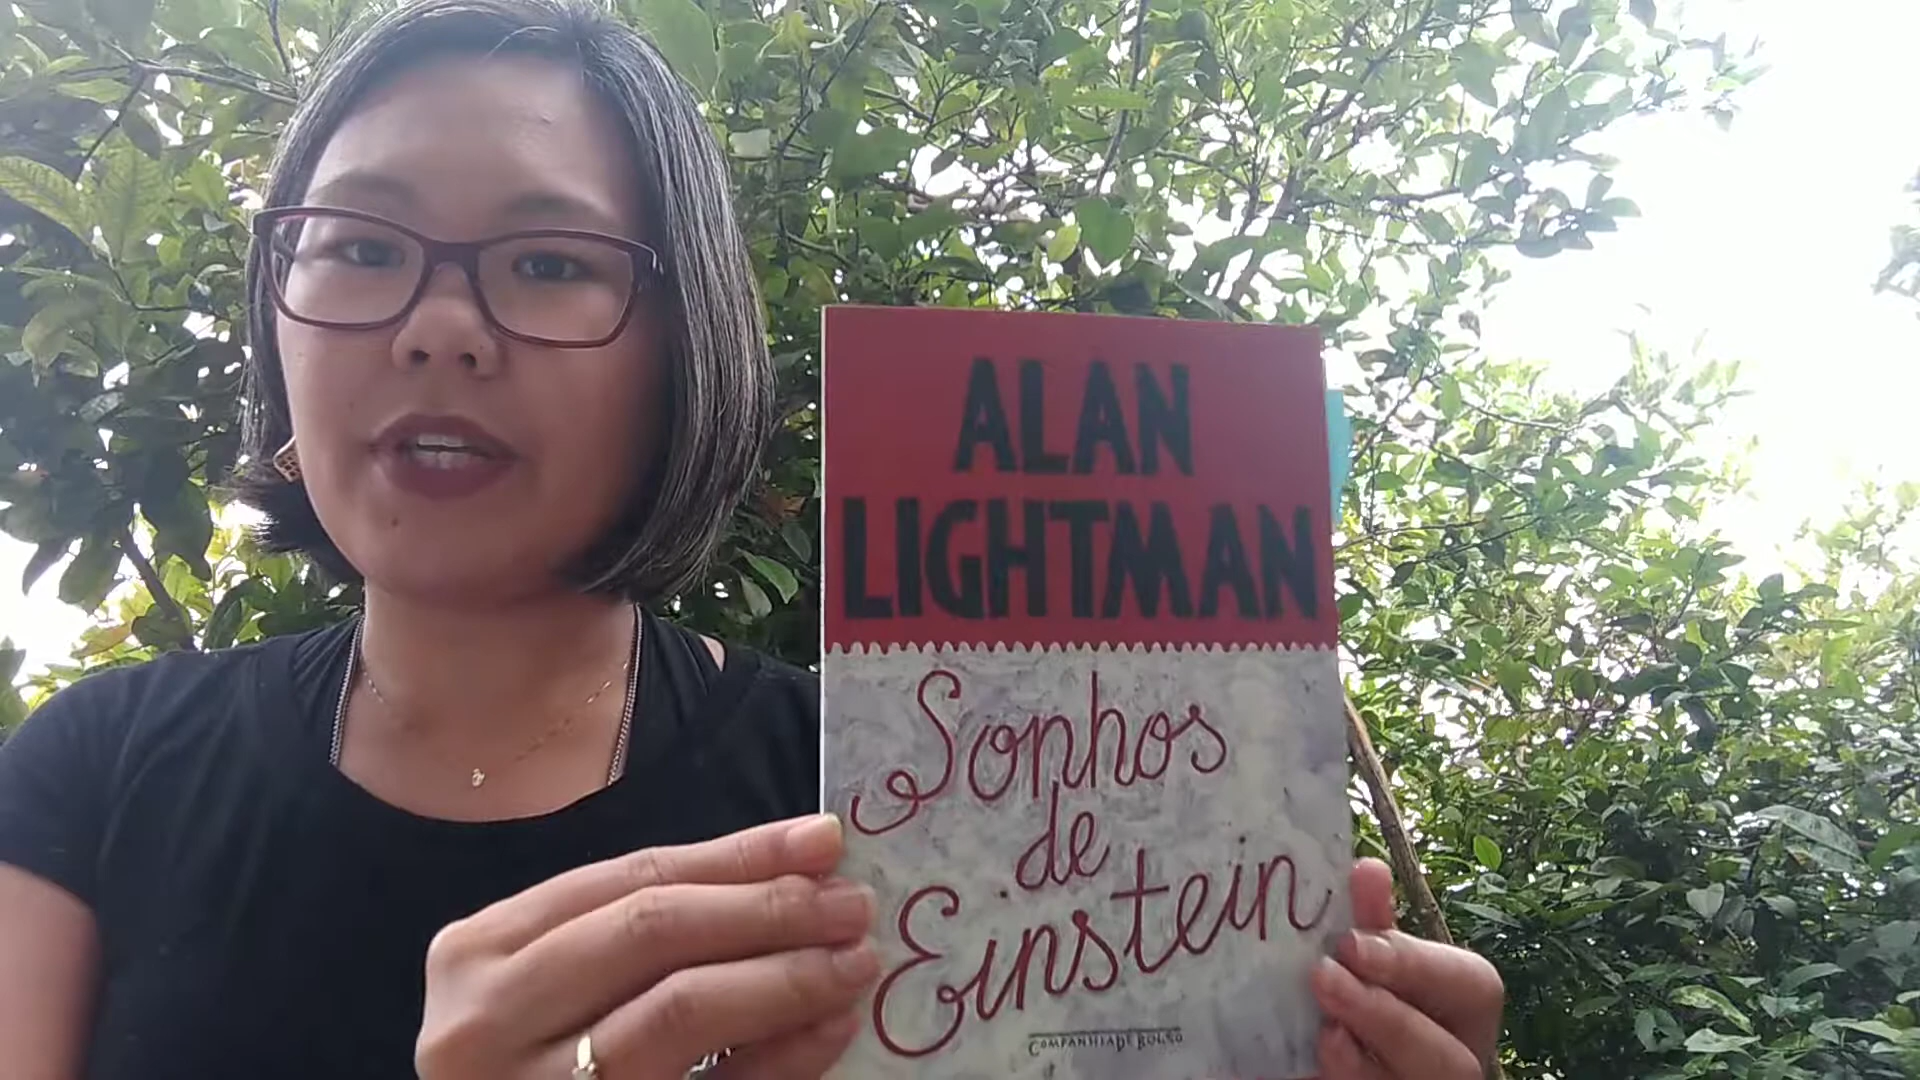 ALAN
LIGHTMAN
Sonhos
de
Einstein
COMPANHIA DE BOLSO